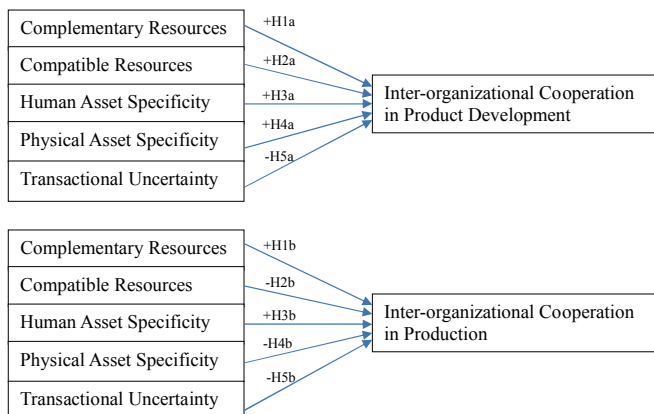 Complementary Resources
+H1a
Compatible Resources
+H2a
Human Asset Specificity
+H3a
Physical Asset Specificity
+H4a
Transactional Uncertainty
-H5a
Inter-organizational Cooperation
in Product Development
Complementary Resources
+H1b
Compatible Resources
-H2b
Human Asset Specificity
+H3b
Physical Asset Specificity
-H4b
Transactional Uncertainty
-H5b
Inter-organizational Cooperation
in Production